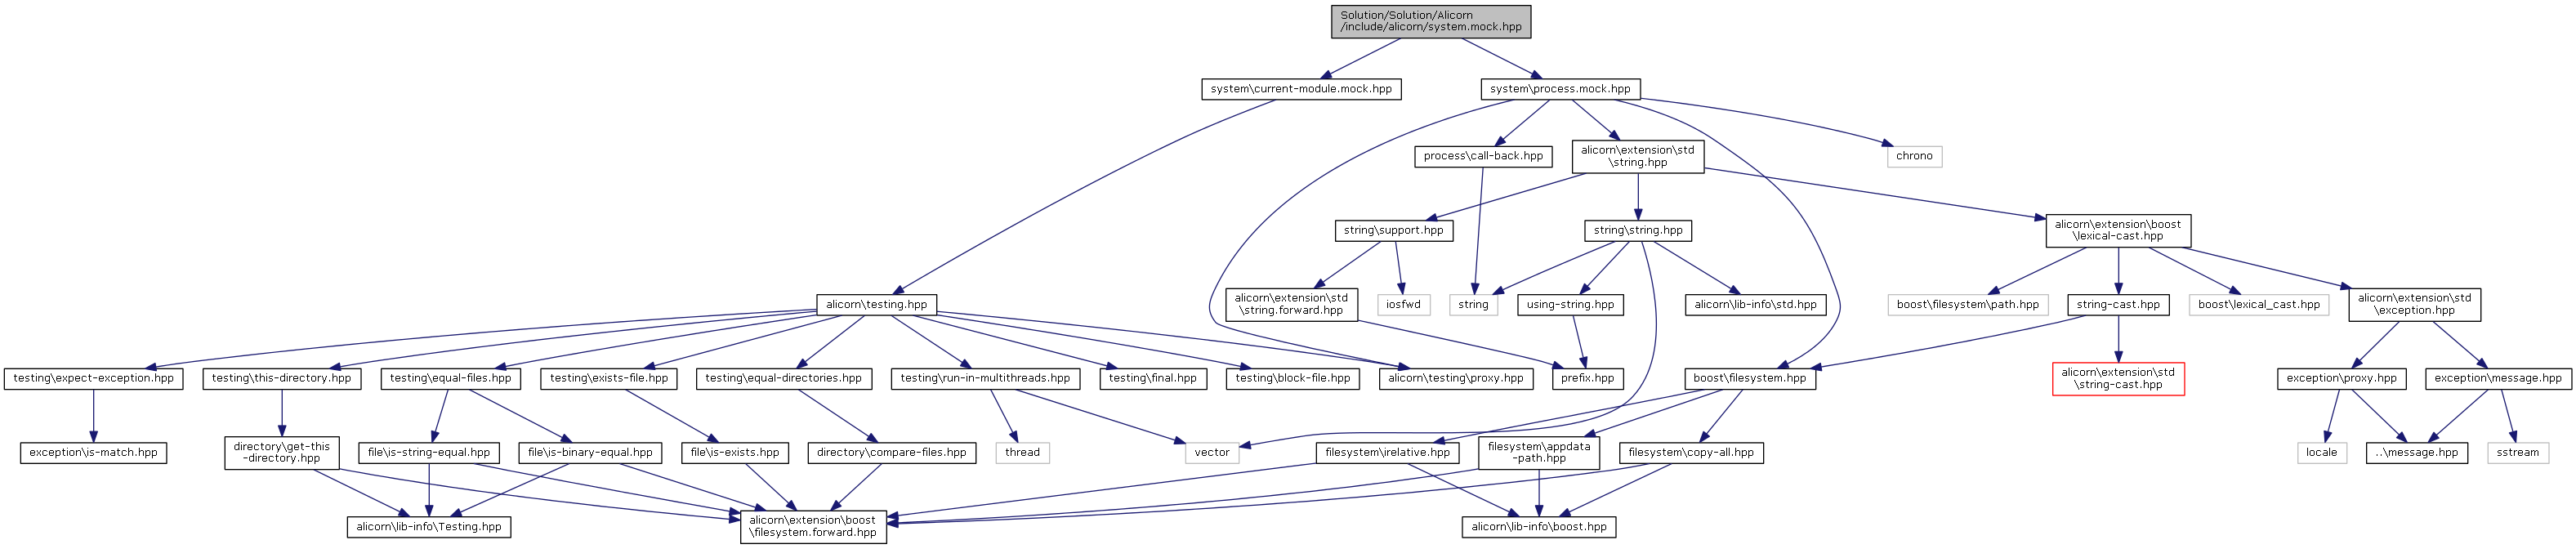 Solution/Solution/Alicorn
/include/alicorn/system.mock.hpp
system\current-module.mock.hpp
system\process.mock.hpp
process\call-back.hpp
alicorn\extension\std
\string.hpp
chrono
string\support.hpp
string\string.hpp
alicorn\extension\boost
\lexical-cast.hpp
alicorn\testing.hpp
alicorn\extension\std
\string.forward.hpp
iosfwd
string
using-string.hpp
alicorn\lib-info\std.hpp
boost\filesystem\path.hpp
string-cast.hpp
boost\lexical_cast.hpp
alicorn\extension\std
\exception.hpp
testing\expect-exception.hpp
testing\this-directory.hpp
testing\equal-files.hpp
testing\exists-file.hpp
testing\equal-directories.hpp
testing\run-in-multithreads.hpp
testing\final.hpp
testing\block-file.hpp
alicorn\testing\proxy.hpp
prefix.hpp
boost\filesystem.hpp
alicorn\extension\std
\string-cast.hpp
exception\proxy.hpp
exception\message.hpp
exception\is-match.hpp
directory\get-this
-directory.hpp
file\is-string-equal.hpp
file\is-binary-equal.hpp
file\is-exists.hpp
directory\compare-files.hpp
thread
vector
filesystem\irelative.hpp
filesystem\appdata
-path.hpp
filesystem\copy-all.hpp
locale
..\message.hpp
sstream
alicorn\lib-info\Testing.hpp
alicorn\extension\boost
\filesystem.forward.hpp
alicorn\lib-info\boost.hpp